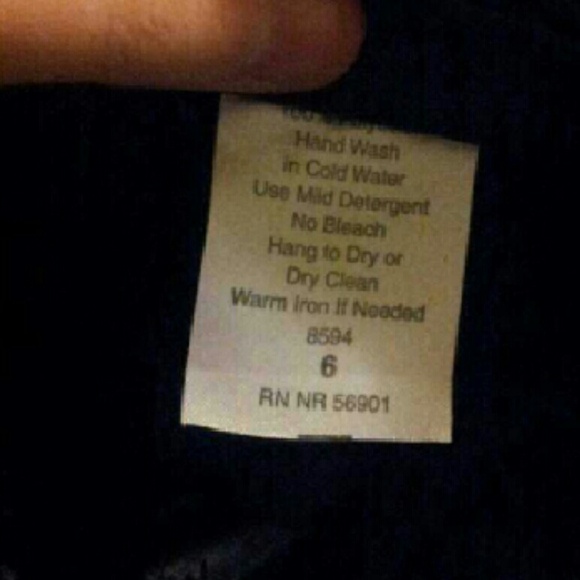 Hand Wash
in Cold Water
Use Mild Detergent
No Bleach
Hang to Dry or
Dry Clean
Warm Iron If Needed
8594
6
RN NR 56901